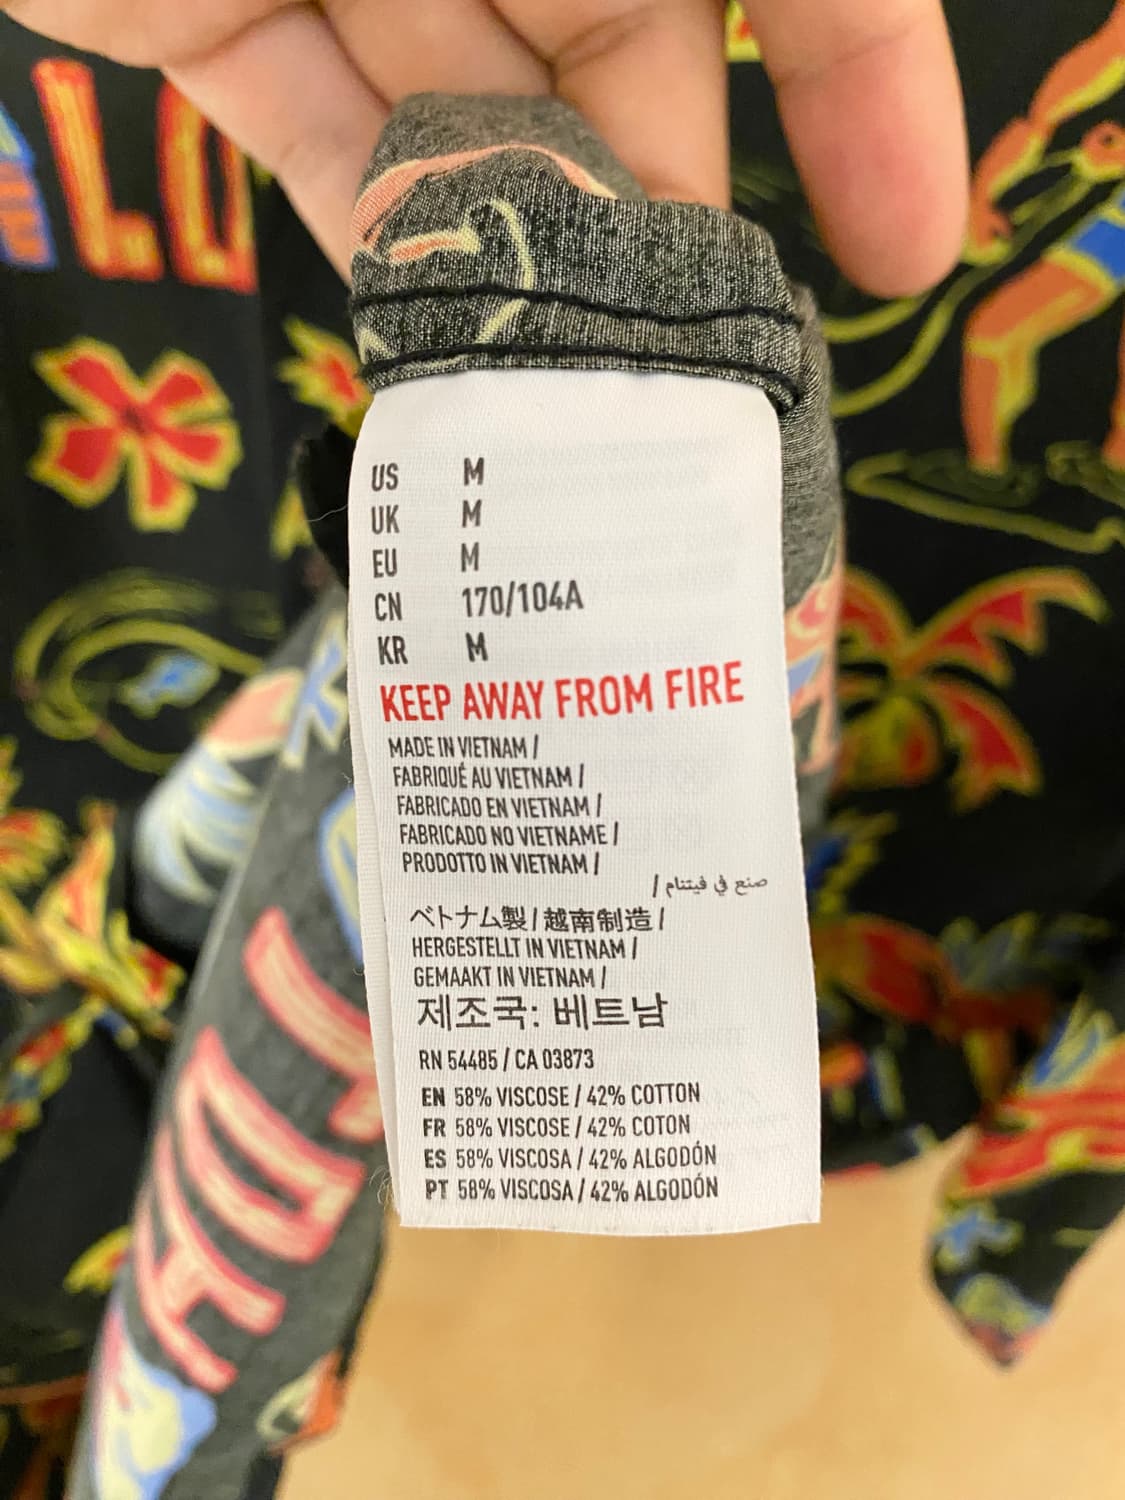 LO
US M
UK M
EU M
CN 170/104A
KR M
KEEP AWAY FROM FIRE
MADE IN VIETNAM /
FABRIQUÉ AU VIETNAM /
FABRICADO EN VIETNAM /
FABRICADO NO VIETNAME /
PRODOTTO IN VIETNAM /
صنع في فيتنام /
ベトナム製 / 越南制造 /
HERGESTELLT IN VIETNAM /
GEMAAKT IN VIETNAM /
제조국: 베트남
RN 54485 / CA 03873
EN 58% VISCOSE / 42% COTTON
FR 58% VISCOSE / 42% COTON
ES 58% VISCOSA / 42% ALGODÓN
PT 58% VISCOSA / 42% ALGODÓN